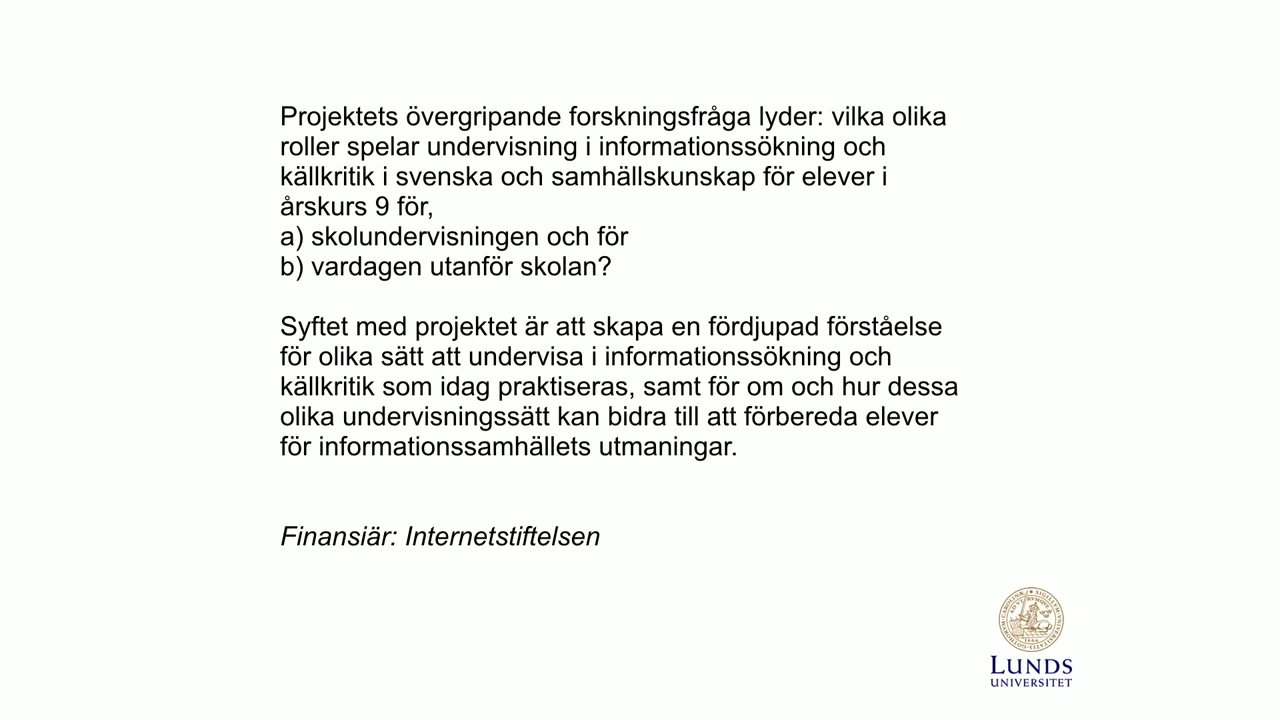 Projektets övergripande forskningsfråga lyder: vilka olika
roller spelar undervisning i informationssökning och
källkritik i svenska och samhällskunskap för elever i
årskurs 9 för,
a) skolundervisningen och för
b) vardagen utanför skolan?
Syftet med projektet är att skapa en fördjupad förståelse
för olika sätt att undervisa i informationssökning och
källkritik som idag praktiseras, samt för om och hur dessa
olika undervisningssätt kan bidra till att förbereda elever
för informationssamhällets utmaningar.
Finansiär: Internetstiftelsen
LUNDS
UNIVERSITET